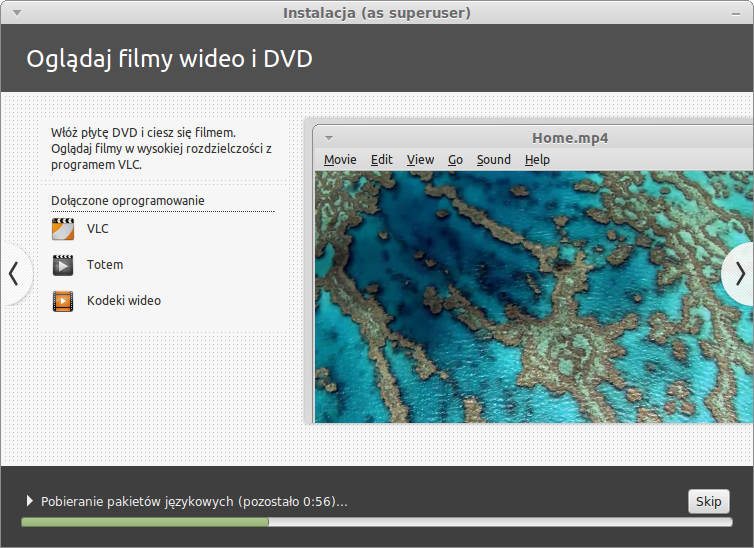 Instalacja (as superuser)
Oglądaj filmy wideo i DVD
Włóż płytę DVD i ciesz się filmem.
Oglądaj filmy w wysokiej rozdzielczości z
programem VLC.
Dołączone oprogramowanie
VLC
Totem
Kodeki wideo
Home.mp4
Movie Edit View Go Sound Help
Pobieranie pakietów językowych (pozostało 0:56)...
Skip